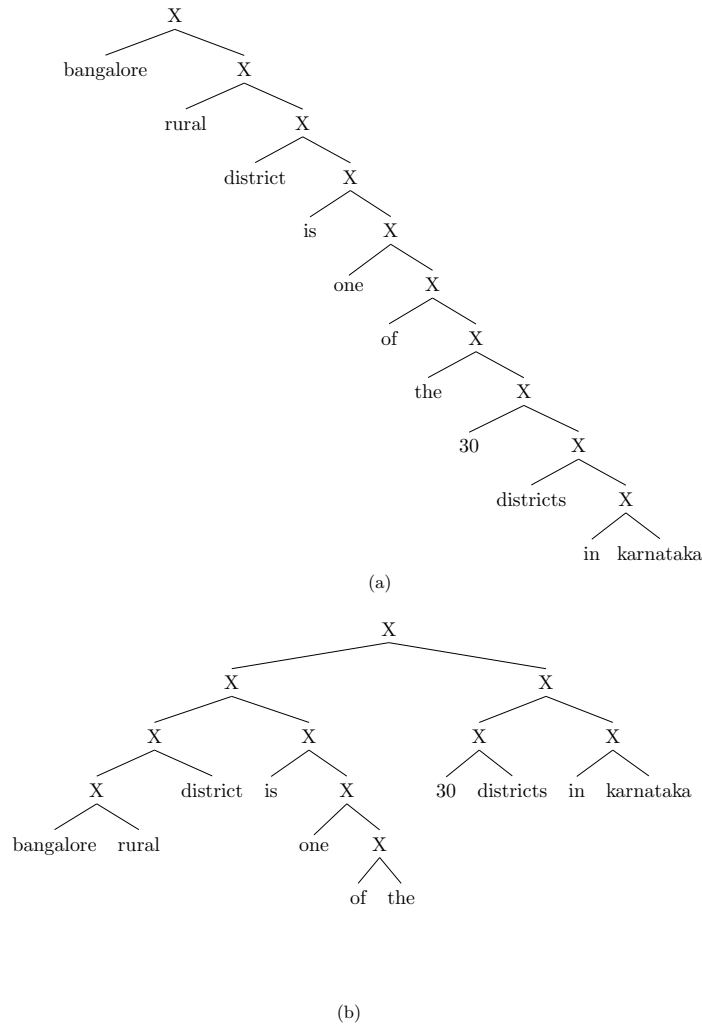 X
bangalore X
rural X
district X
is X
one X
of X
the X
30 X
districts X
in karnataka
(a)
X
X X
X X X X
X district is X 30 districts in karnataka
bangalore rural one X
of the
(b)